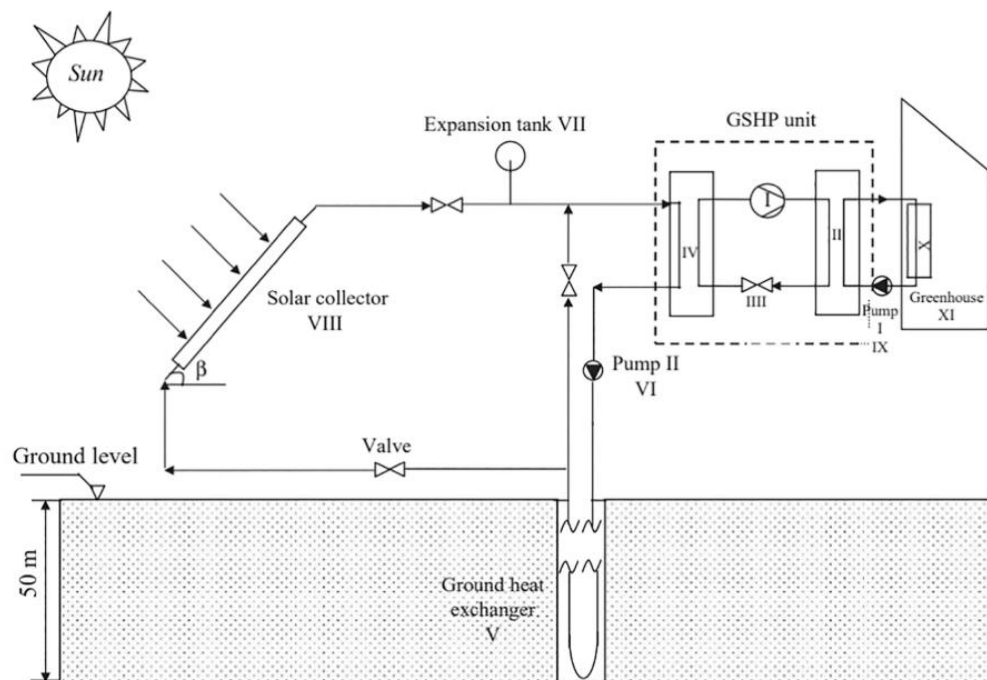 Sun
Expansion tank VII
GSHP unit
I
IV
II
X
Solar collector
VIII
IIII
Pump
I
IX
Greenhouse
XI
β
Pump II
VI
Valve
Ground level
50 m
Ground heat
exchanger
V